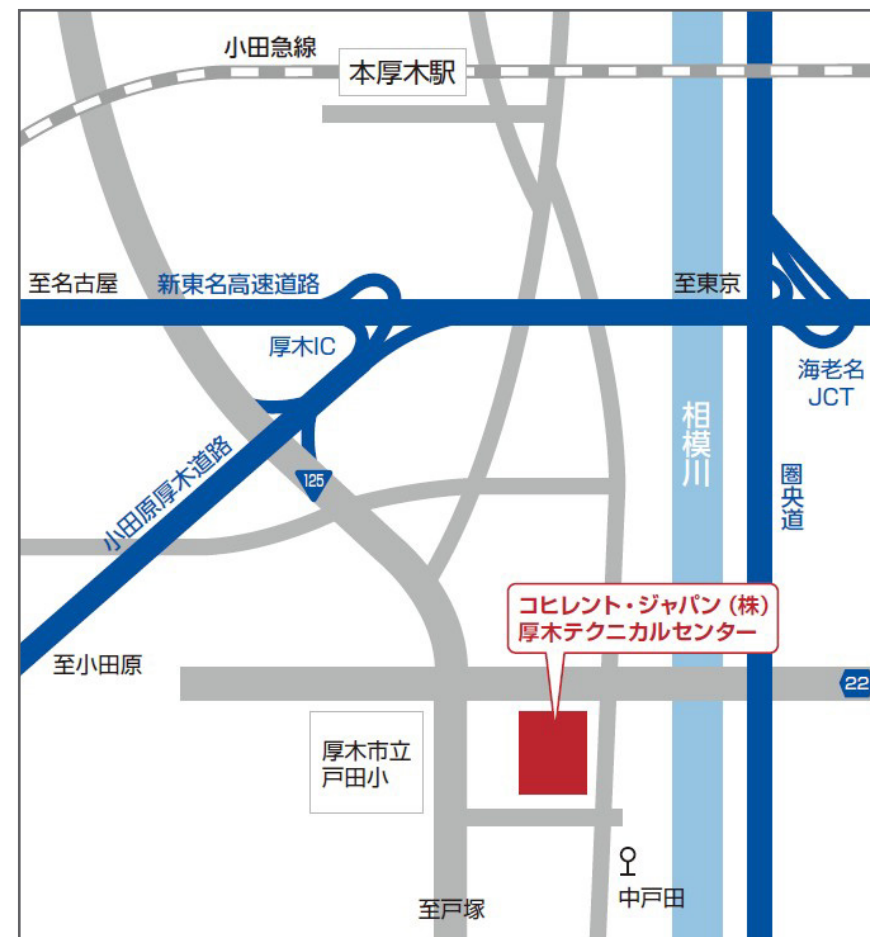 小田急線
本厚木駅
至名古屋
新東名高速道路
至東京
厚木IC
海老名
JCT
相模川
圏央道
125
小田原厚木道路
コヒレント・ジャパン (株)
厚木テクニカルセンター
至小田原
22
厚木市立
戸田小
中戸田
至戸塚